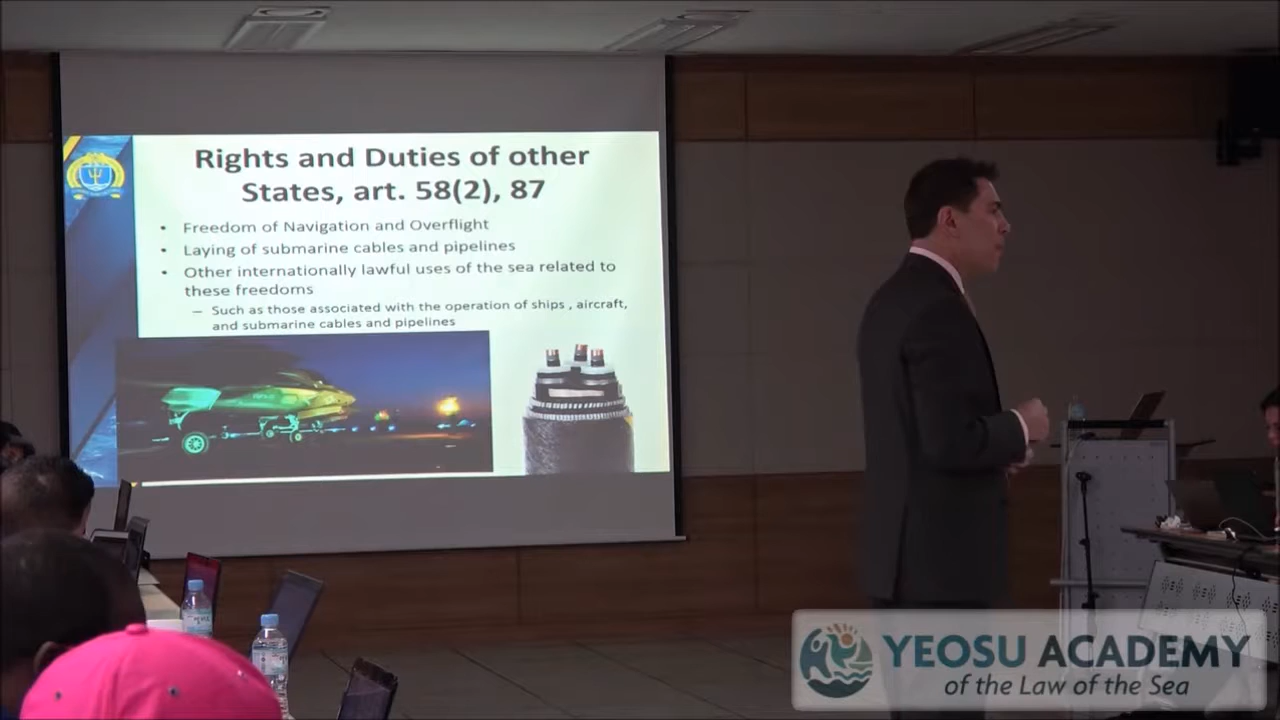 Rights and Duties of other
States, art. 58(2), 87
• Freedom of Navigation and Overflight
• Laying of submarine cables and pipelines
• Other internationally lawful uses of the sea related to
these freedoms
– Such as those associated with the operation of ships , aircraft,
and submarine cables and pipelines
YEOSU ACADEMY
of the Law of the Sea